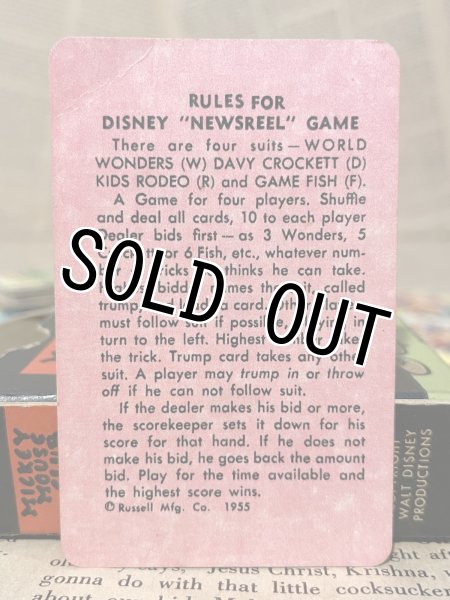 RULES FOR
DISNEY "NEWSREEL" GAME
There are four suits — WORLD
WONDERS (W) DAVY CROCKETT (D)
KIDS RODEO (R) and GAME FISH (F).
A Game for four players. Shuffle
and deal all cards, 10 to each player
Dealer bids first — as 3 Wonders, 5
or 6 Fish, etc., whatever
thinks he can take.
called
trump, a card.
must follow suit if possible,
turn to the left. Highest
the trick. Trump card takes any
suit. A player may trump in or throw
off if he can not follow suit.
If the dealer makes his bid or more,
the scorekeeper sets it down for his
score for that hand. If he does not
make his bid, he goes back the amount
bid. Play for the time available and
the highest score wins.
© Russell Mfg. Co. 1955
SOLD OUT
MICKEY
MOUSE
CLUB
WALT DISNEY
PRODUCTIONS
says, "Jesus Christ, Krishna,
gonna do with that little cocksucker